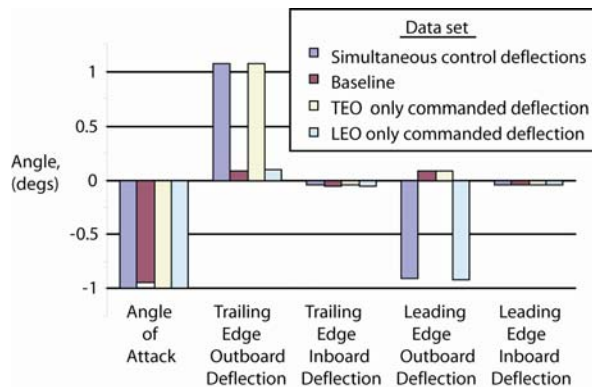 Data set
Simultaneous control deflections
Baseline
TEO only commanded deflection
LEO only commanded deflection
1
0.5
Angle,
(degs)
0
-0.5
-1
Angle
of
Attack
Trailing
Edge
Outboard
Deflection
Trailing
Edge
Inboard
Deflection
Leading
Edge
Outboard
Deflection
Leading
Edge
Inboard
Deflection